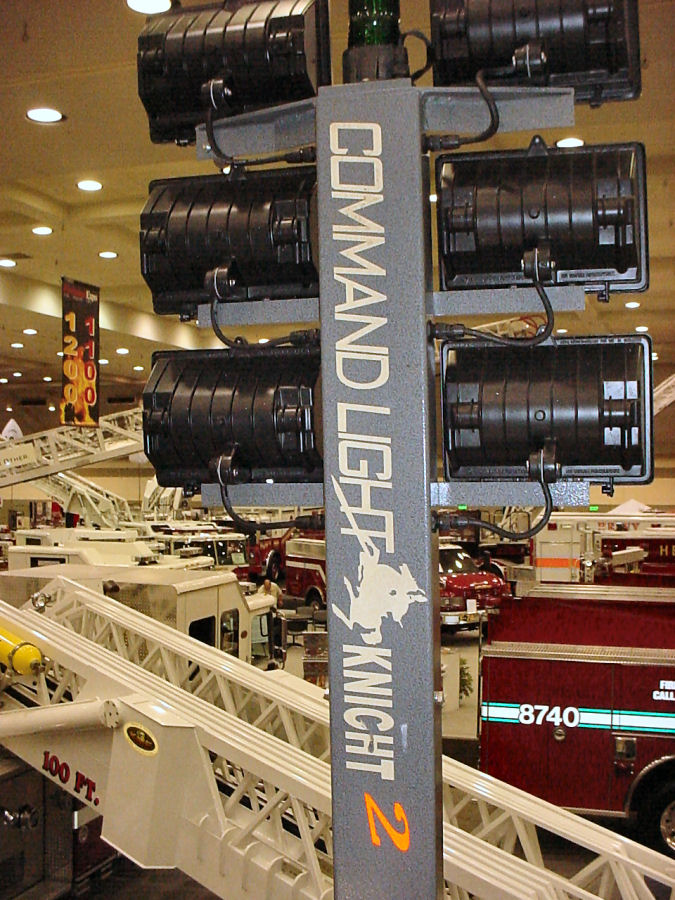 COMMAND LIGHT
KNIGHT 2
1200
1100
100 FT.
8740